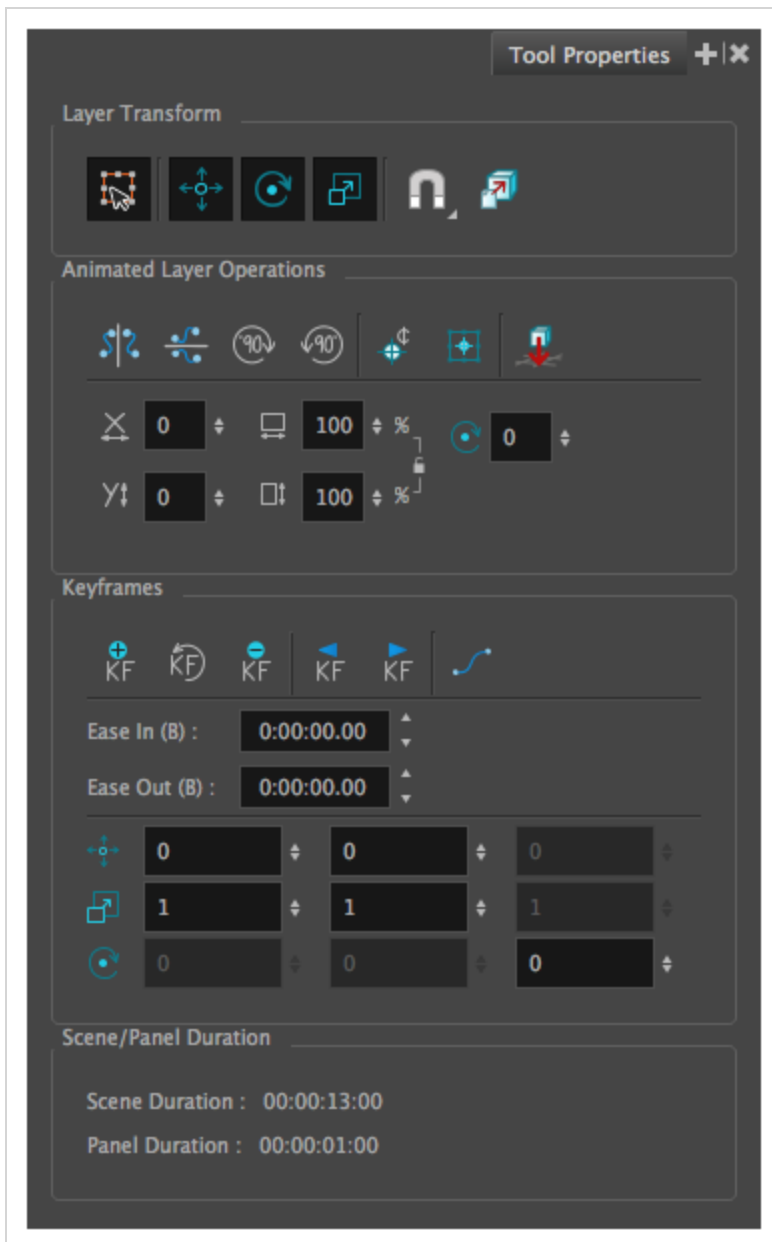 Tool Properties
Layer Transform
Animated Layer Operations
90 90°
X 0 100 % 0
Y 0 100 %
Keyframes
KF KF KF KF KF
Ease In (B) : 0:00:00.00
Ease Out (B) : 0:00:00.00
0 0 0
1 1 1
0 0 0
Scene/Panel Duration
Scene Duration : 00:00:13:00
Panel Duration : 00:00:01:00